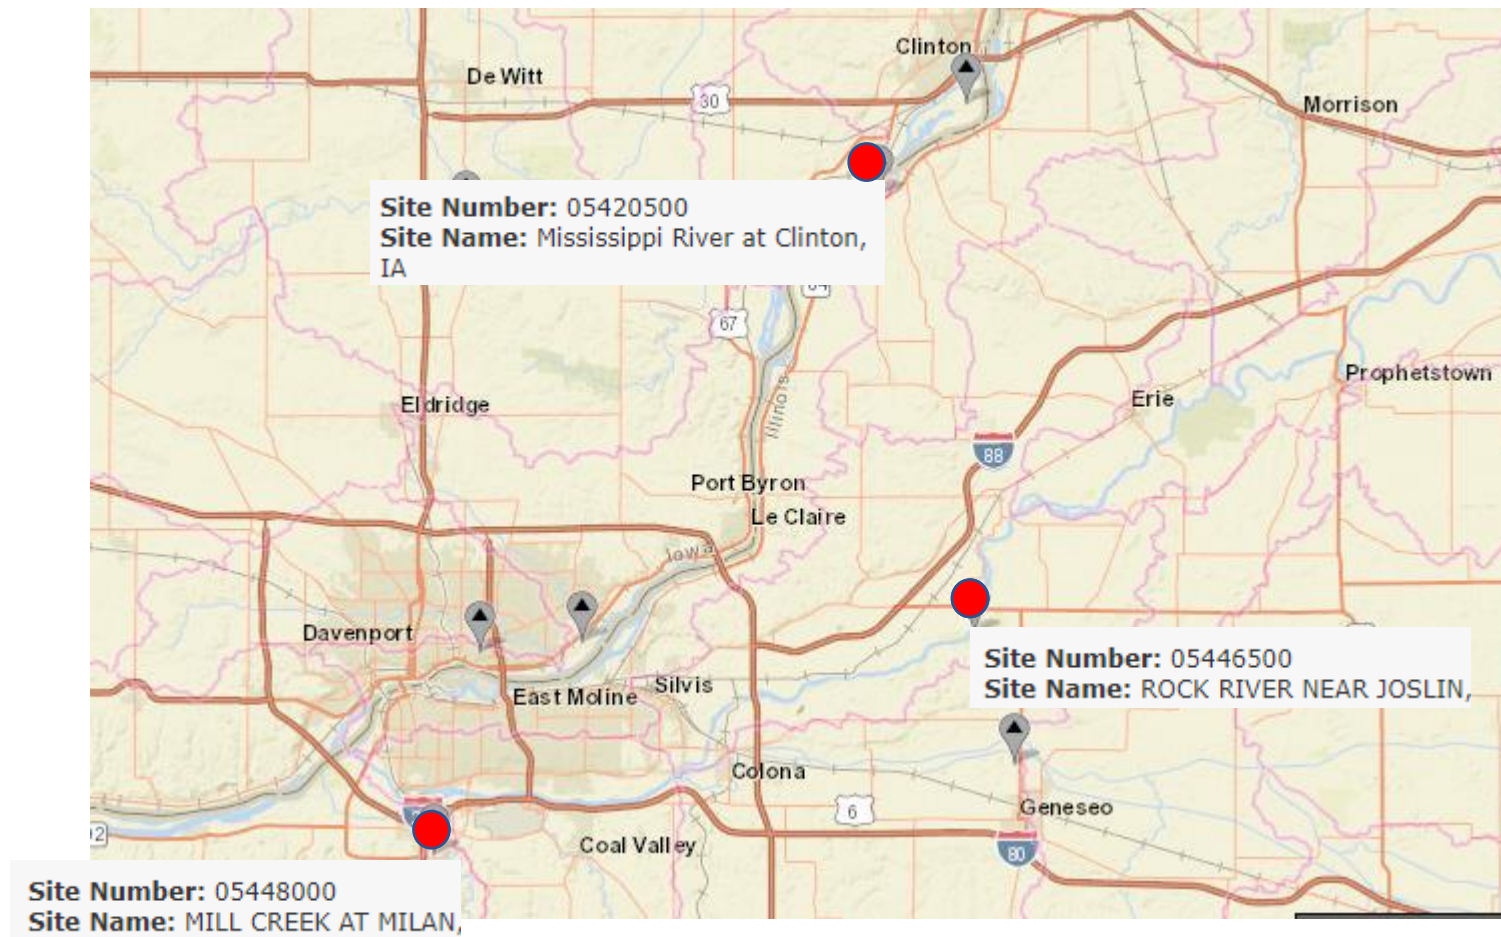 Clinton
De Witt
30
Morrison
Site Number: 05420500
Site Name: Mississippi River at Clinton,
IA
67
Illinois
Prophetstown
Erie
Eldridge
88
Port Byron
Le Claire
Iowa
Davenport
Site Number: 05446500
Site Name: ROCK RIVER NEAR JOSLIN,
Silvis
East Moline
Colona
6
Geneseo
Coal Valley
80
Site Number: 05448000
Site Name: MILL CREEK AT MILAN,